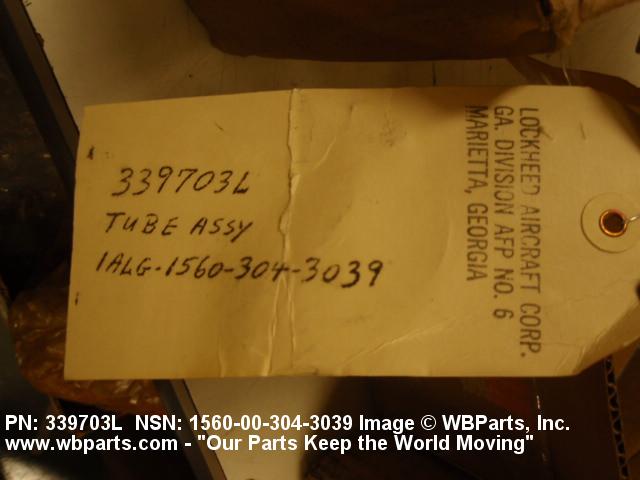 339703L
TUBE ASSY
1ALG-1560-304-3039
LOCKHEED AIRCRAFT CORP.
GA. DIVISION AFP NO. 6
MARIETTA, GEORGIA
PN: 339703L NSN: 1560-00-304-3039 Image © WBParts, Inc.
www.wbparts.com - "Our Parts Keep the World Moving"